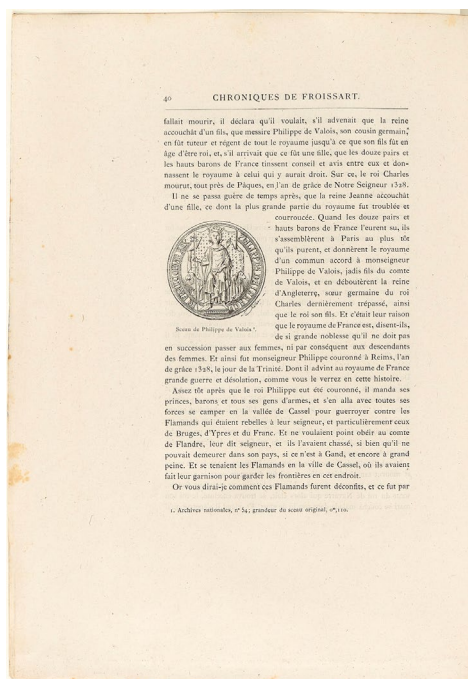 40 CHRONIQUES DE FROISSART.
fallait mourir, il déclara qu'il voulait, s'il advenait que la reine
accouchât d'un fils, que messire Philippe de Valois, son cousin germain,
en fût tuteur et régent de tout le royaume jusqu'à ce que son fils fût en
âge d'être roi, et, s'il arrivait que ce fût une fille, que les douze pairs et
les hauts barons de France tinssent conseil et avis entre eux et don-
nassent le royaume à celui qui y aurait droit. Sur ce, le roi Charles
mourut, tout près de Pâques, en l'an de grâce de Notre Seigneur 1328.
Il ne se passa guère de temps après, que la reine Jeanne accouchât
d'une fille, ce dont la plus grande partie du royaume fut troublée et
courroucée. Quand les douze pairs et
hauts barons de France l'eurent su, ils
s'assemblèrent à Paris au plus tôt
qu'ils purent, et donnèrent le royaume
d'un commun accord à monseigneur
Philippe de Valois, jadis fils du comte
de Valois, et en déboutèrent la reine
d'Angleterre, sœur germaine du roi
Charles dernièrement trépassé, ainsi
que le roi son fils. Et c'était leur raison
que le royaume de France est, disent-ils,
de si grande noblesse qu'il ne doit pas
Sceau de Philippe de Valois¹.
en succession passer aux femmes, ni par conséquent aux descendants
des femmes. Et ainsi fut monseigneur Philippe couronné à Reims, l'an
de grâce 1328, le jour de la Trinité. Dont il advint au royaume de France
grande guerre et désolation, comme vous le verrez en cette histoire.
Assez tôt après que le roi Philippe eut été couronné, il manda ses
princes, barons et tous ses gens d'armes, et s'en alla avec toutes ses
forces se camper en la vallée de Cassel pour guerroyer contre les
Flamands qui étaient rebelles à leur seigneur, et particulièrement ceux
de Bruges, d'Ypres et du Franc. Et ne voulaient point obéir au comte
de Flandre, leur dit seigneur, et ils l'avaient chassé, si bien qu'il ne
pouvait demeurer dans son pays, si ce n'est à Gand, et encore à grand
peine. Et se tenaient les Flamands en la ville de Cassel, où ils avaient
fait leur garnison pour garder les frontières en cet endroit.
Or vous dirai-je comment ces Flamands furent déconfits, et ce fut par
1. Archives nationales, n° 54; grandeur du sceau original, 0ᵐ,110.